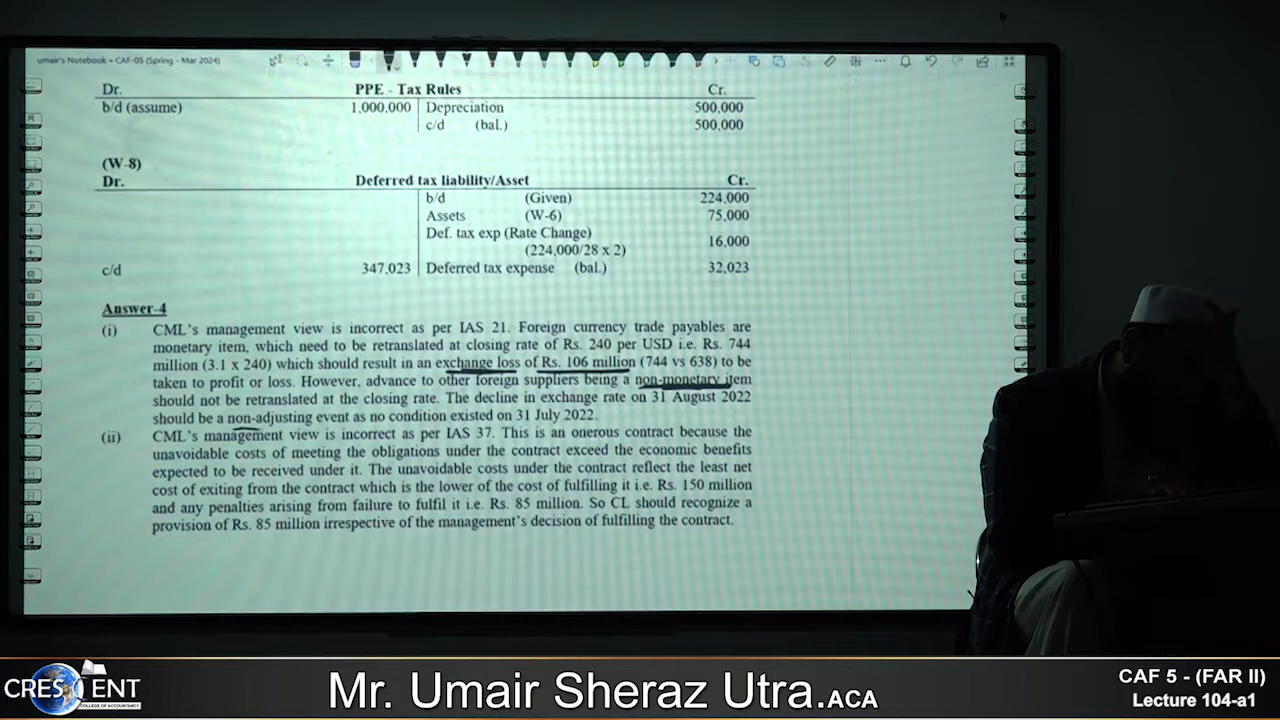 umair's Notebook • CAF-05 (Spring - Mar 2024)
Dr. PPE - Tax Rules Cr.
b/d (assume) 1,000,000 Depreciation 500,000
c/d (bal.) 500,000
(W-8)
Dr. Deferred tax liability/Asset Cr.
b/d (Given) 224,000
Assets (W-6) 75,000
Def. tax exp (Rate Change)
(224,000/28 x 2) 16,000
c/d 347,023 Deferred tax expense (bal.) 32,023
Answer-4
(i) CML's management view is incorrect as per IAS 21. Foreign currency trade payables are
monetary item, which need to be retranslated at closing rate of Rs. 240 per USD i.e. Rs. 744
million (3.1 x 240) which should result in an exchange loss of Rs. 106 million (744 vs 638) to be
taken to profit or loss. However, advance to other foreign suppliers being a non-monetary item
should not be retranslated at the closing rate. The decline in exchange rate on 31 August 2022
should be a non-adjusting event as no condition existed on 31 July 2022.
(ii) CML's management view is incorrect as per IAS 37. This is an onerous contract because the
unavoidable costs of meeting the obligations under the contract exceed the economic benefits
expected to be received under it. The unavoidable costs under the contract reflect the least net
cost of exiting from the contract which is the lower of the cost of fulfilling it i.e. Rs. 150 million
and any penalties arising from failure to fulfil it i.e. Rs. 85 million. So CL should recognize a
provision of Rs. 85 million irrespective of the management's decision of fulfilling the contract.
CRESCENT
COLLEGE OF ACCOUNTANCY
Mr. Umair Sheraz Utra.ACA
CAF 5 - (FAR II)
Lecture 104-a1